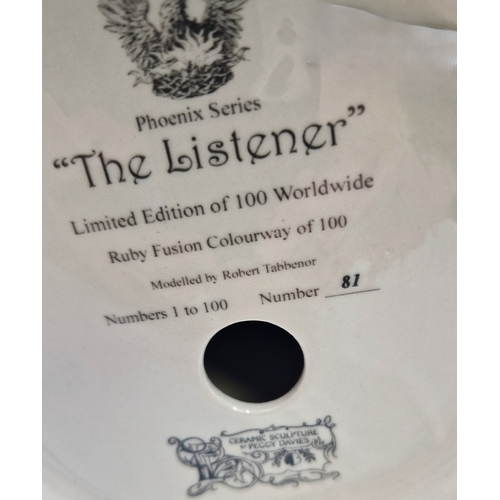 Phoenix Series
"The Listener"
Limited Edition of 100 Worldwide
Ruby Fusion Colourway of 100
Modelled by Robert Tabbenor
Numbers 1 to 100 Number 81
CERAMIC SCULPTURE
BY PEGGY DAVIES